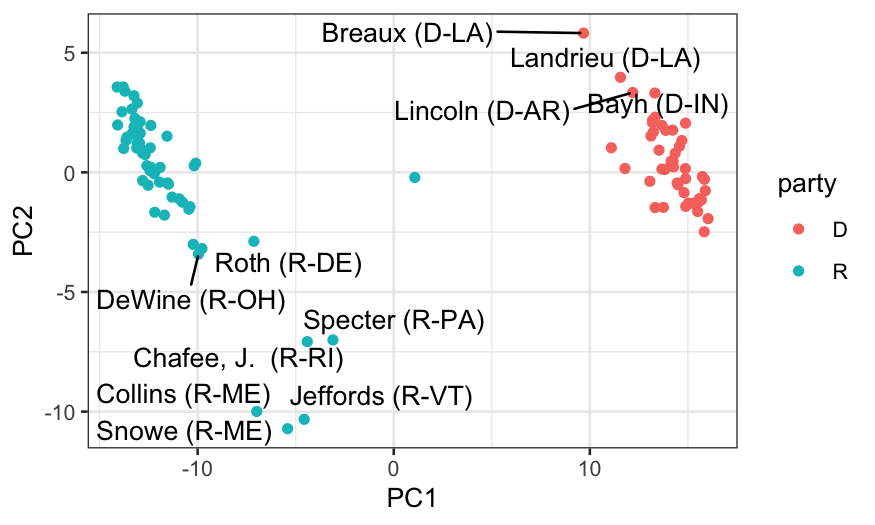 Breaux (D-LA)
Landrieu (D-LA)
Lincoln (D-AR)
Bayh (D-IN)
Roth (R-DE)
DeWine (R-OH)
Specter (R-PA)
Chafee, J.  (R-RI)
Collins (R-ME)
Jeffords (R-VT)
Snowe (R-ME)
5
0
-5
-10
PC2
-10
0
10
PC1
party
D
R